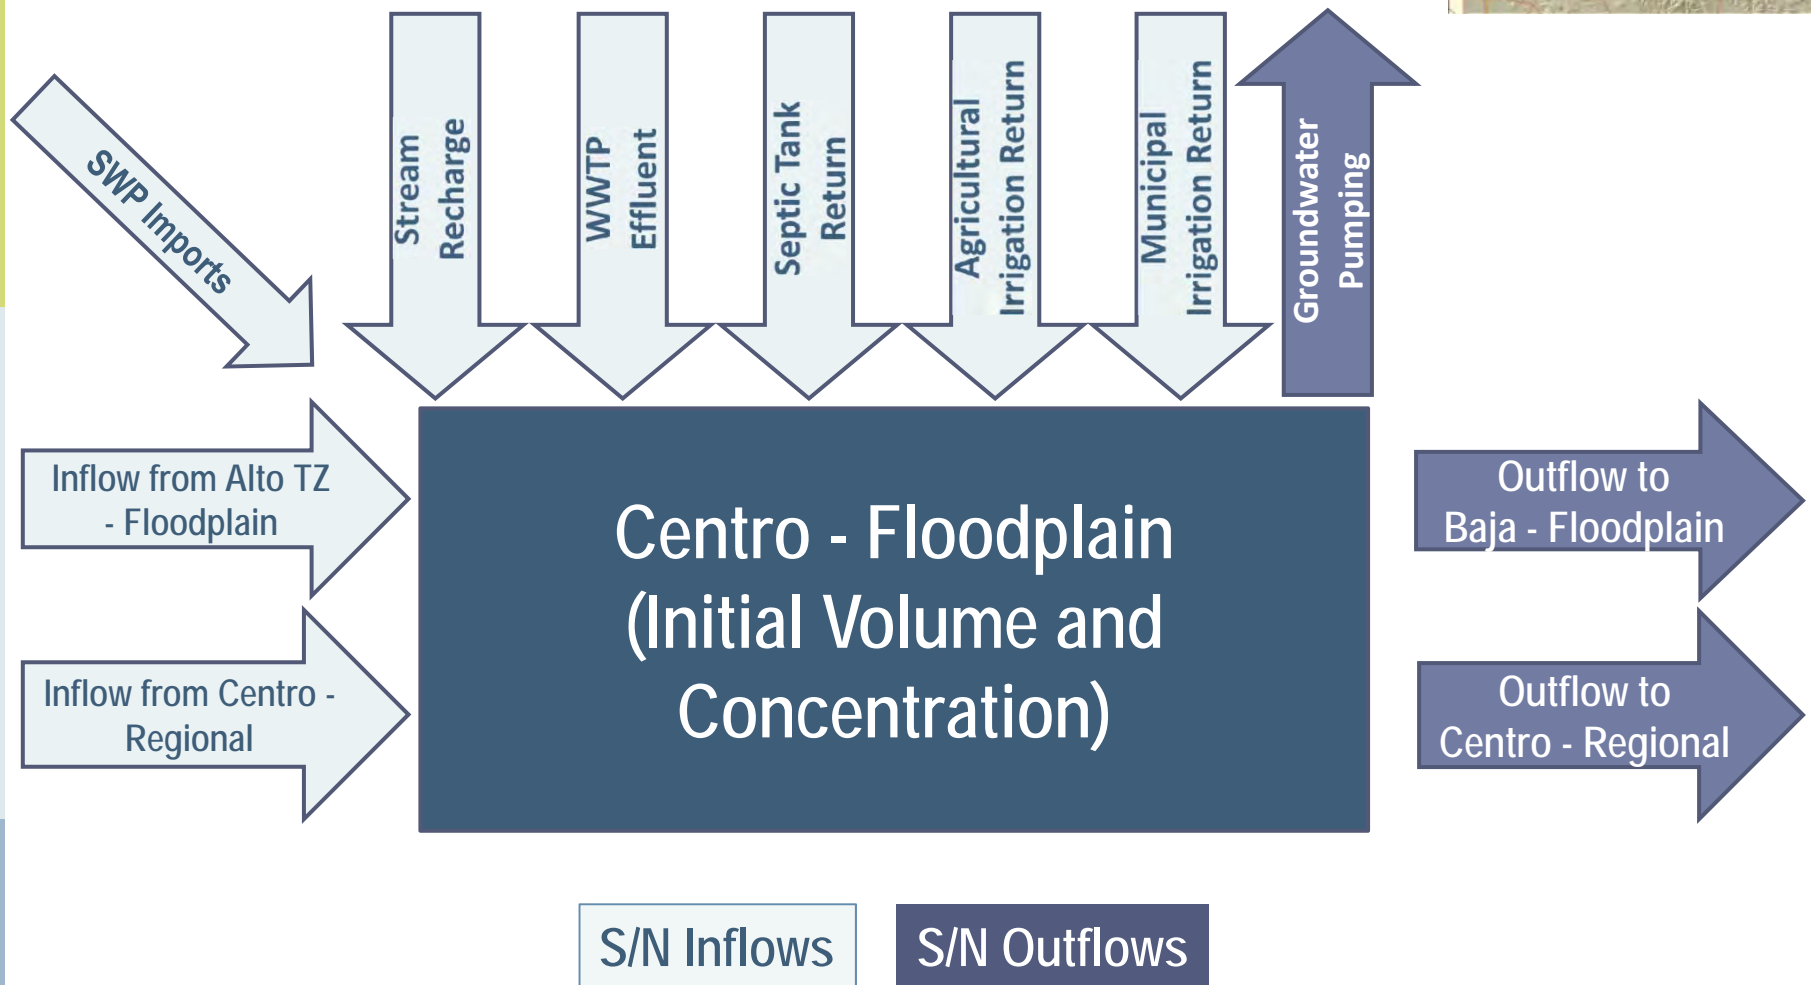 SWP Imports
Stream
Recharge
WWTP
Effluent
Septic Tank
Return
Agricultural
Irrigation Return
Municipal
Irrigation Return
Groundwater
Pumping
Inflow from Alto TZ
- Floodplain
Inflow from Centro -
Regional
Centro - Floodplain
(Initial Volume and
Concentration)
Outflow to
Baja - Floodplain
Outflow to
Centro - Regional
S/N Inflows
S/N Outflows